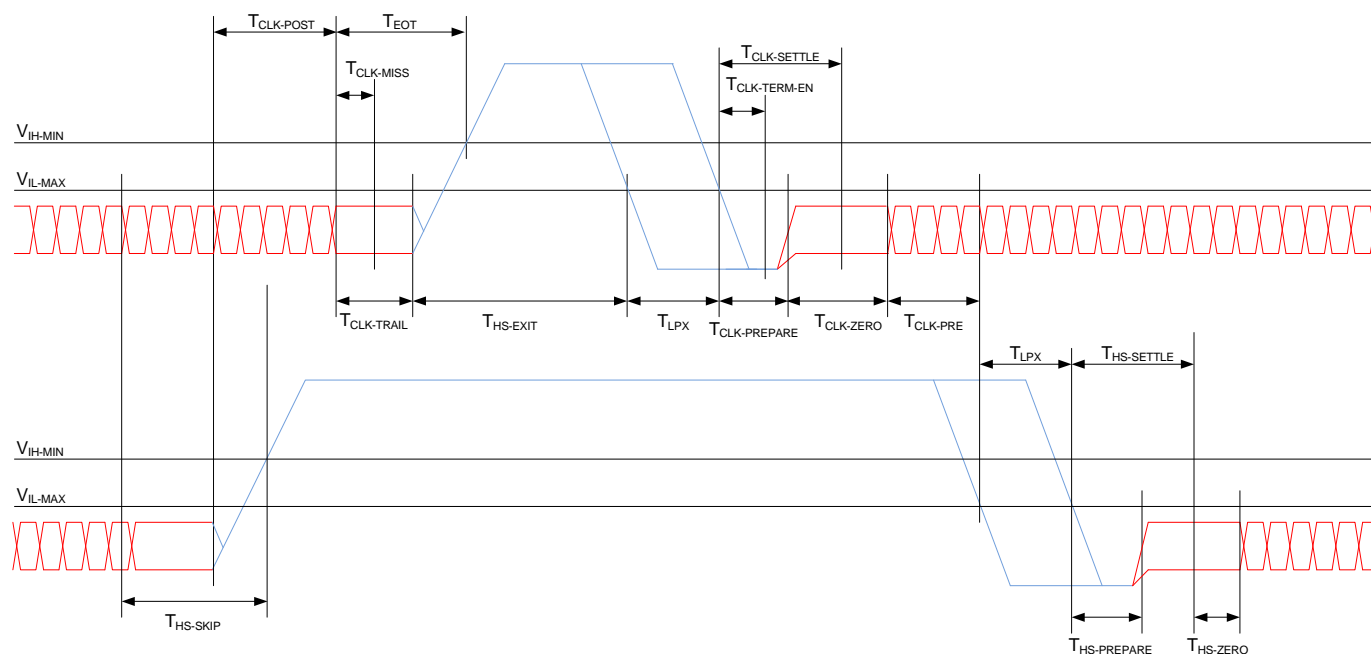 TCLK-POST
TEOT
TCLK-MISS
TCLK-SETTLE
TCLK-TERM-EN
VIH-MIN
VIL-MAX
TCLK-TRAIL
THS-EXIT
TLPX
TCLK-PREPARE
TCLK-ZERO
TCLK-PRE
TLPX
THS-SETTLE
VIH-MIN
VIL-MAX
THS-SKIP
THS-PREPARE
THS-ZERO